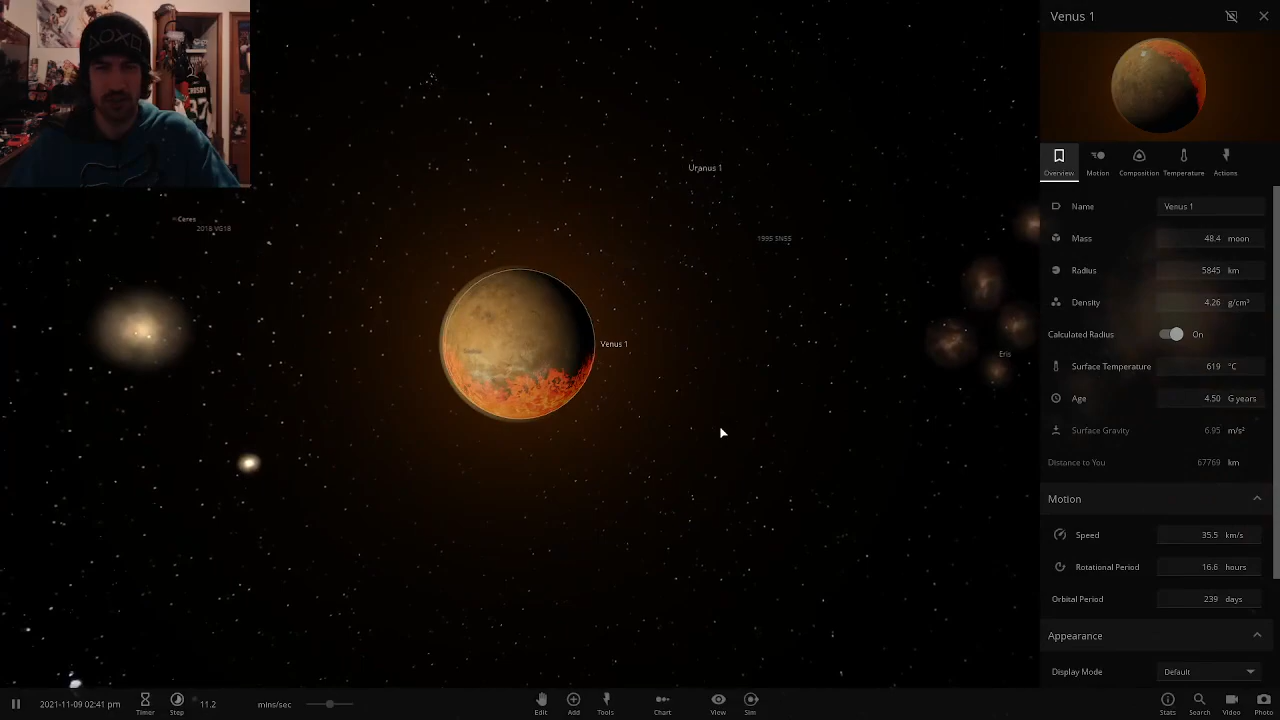 Venus 1
CROSBY
37
Uranus 1
Ceres
2018 VG18
1995 SN55
Venus 1
Eris
Overview
Motion
Composition
Temperature
Actions
Name Venus 1
Mass 48.4 moon
Radius 5845 km
Density 4.26 g/cm³
Calculated Radius On
Surface Temperature 619 °C
Age 4.50 G years
Surface Gravity 6.95 m/s²
Distance to You 67769 km
Motion
Speed 35.5 km/s
Rotational Period 16.6 hours
Orbital Period 239 days
Appearance
Display Mode Default
2021-11-09 02:41 pm
Timer
Step
11.2 mins/sec
Edit
Add
Tools
Chart
View
Sim
Stats
Search
Video
Photo